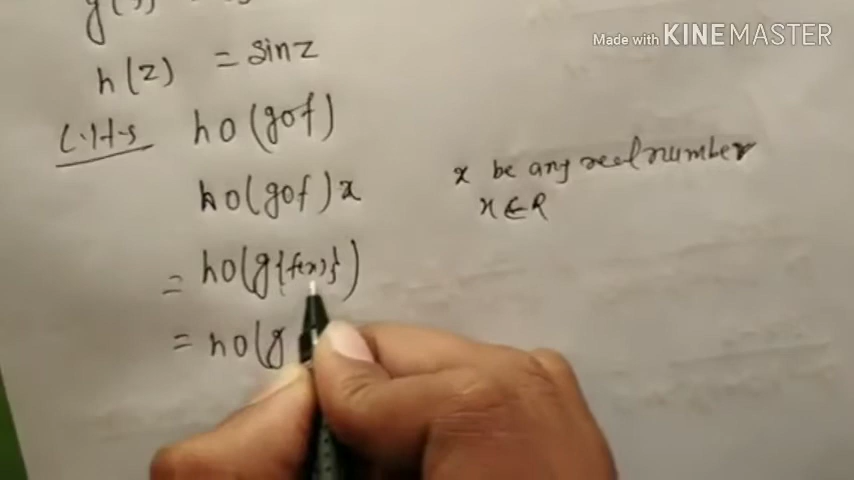 Made with KINEMASTER
h(z) = sinz
L.H.S ho(gof)
ho(gof)x
x be any real number
x∈R
= ho(g{f(x)})
= ho(g